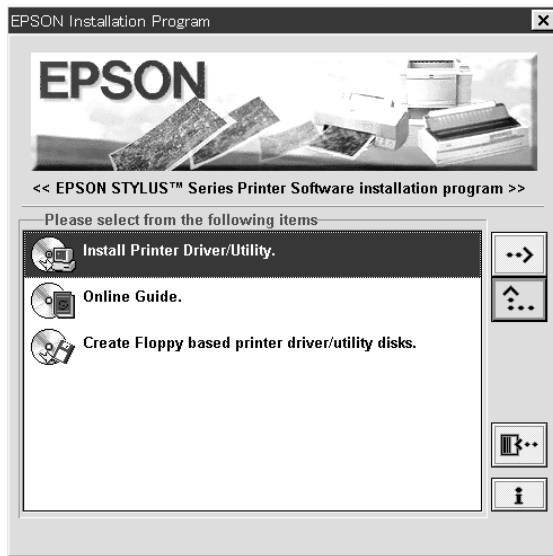 EPSON Installation Program
EPSON
<< EPSON STYLUS™ Series Printer Software installation program >>
Please select from the following items
Install Printer Driver/Utility.
Online Guide.
Create Floppy based printer driver/utility disks.
i